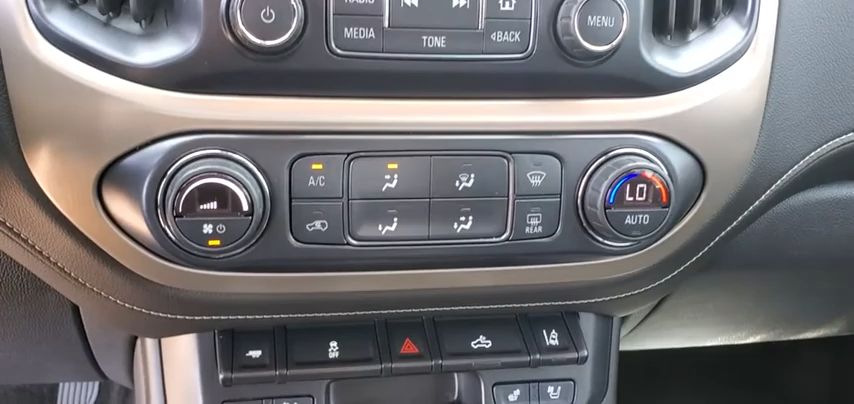 RADIO
MEDIA
TONE
BACK
MENU
A/C
REAR
LO
AUTO
OFF